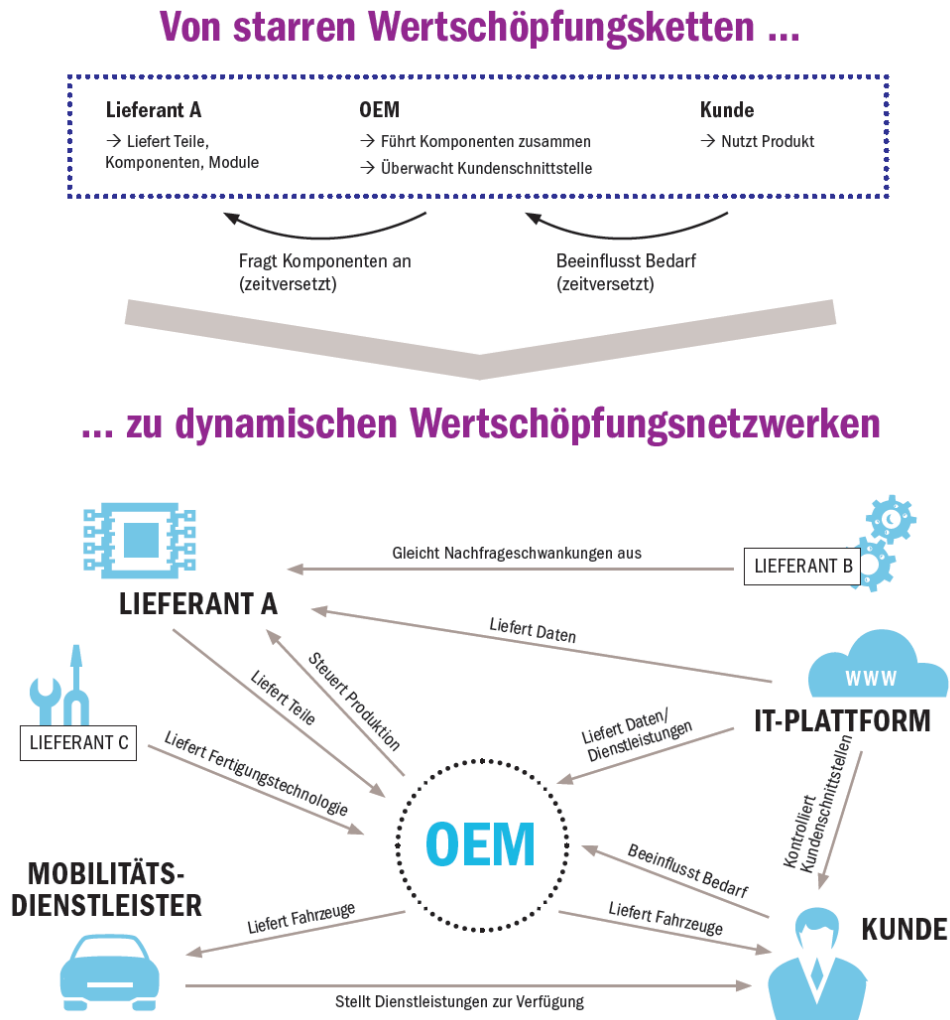 Von starren Wertschöpfungsketten ...
Lieferant A
→ Liefert Teile,
Komponenten, Module
OEM
→ Führt Komponenten zusammen
→ Überwacht Kundenschnittstelle
Kunde
→ Nutzt Produkt
Fragt Komponenten an
(zeitversetzt)
Beeinflusst Bedarf
(zeitversetzt)
... zu dynamischen Wertschöpfungsnetzwerken
Gleicht Nachfrageschwankungen aus
LIEFERANT B
LIEFERANT A
Liefert Daten
WWW
IT-PLATTFORM
Steuert Produktion
Liefert Teile
LIEFERANT C
Liefert Fertigungstechnologie
Liefert Daten/
Dienstleistungen
Kontrolliert
Kundenschnittstellen
OEM
Beeinflusst Bedarf
MOBILITÄTS-
DIENSTLEISTER
Liefert Fahrzeuge
Liefert Fahrzeuge
KUNDE
Stellt Dienstleistungen zur Verfügung